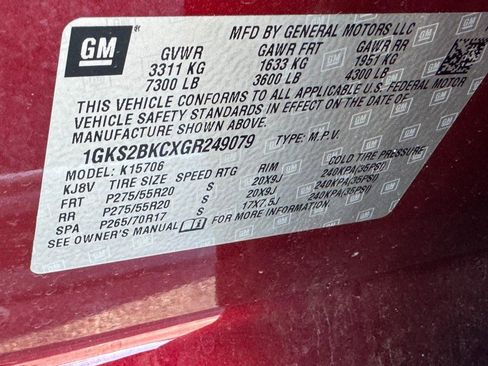 GM
MFD BY GENERAL MOTORS LLC
GVWR GAWR FRT GAWR RR
3311 KG 1633 KG 1951 KG
7300 LB 3600 LB 4300 LB
THIS VEHICLE CONFORMS TO ALL APPLICABLE U.S. FEDERAL MOTOR
VEHICLE SAFETY STANDARDS IN EFFECT ON THE DATE OF
MANUFACTURE SHOWN ABOVE.
1GKS2BKCXGR249079 TYPE: M.P.V.
MODEL: K15706
KJ8V TIRE SIZE SPEED RTG RIM COLD TIRE PRESSURE
FRT P275/55R20 S 20X9J 240KPA(35PSI)
RR P275/55R20 S 20X9J 240KPA(35PSI)
SPA P265/70R17 S 17X7.5J 240KPA(35PSI)
SEE OWNER'S MANUAL FOR ADDITIONAL INFORMATION.